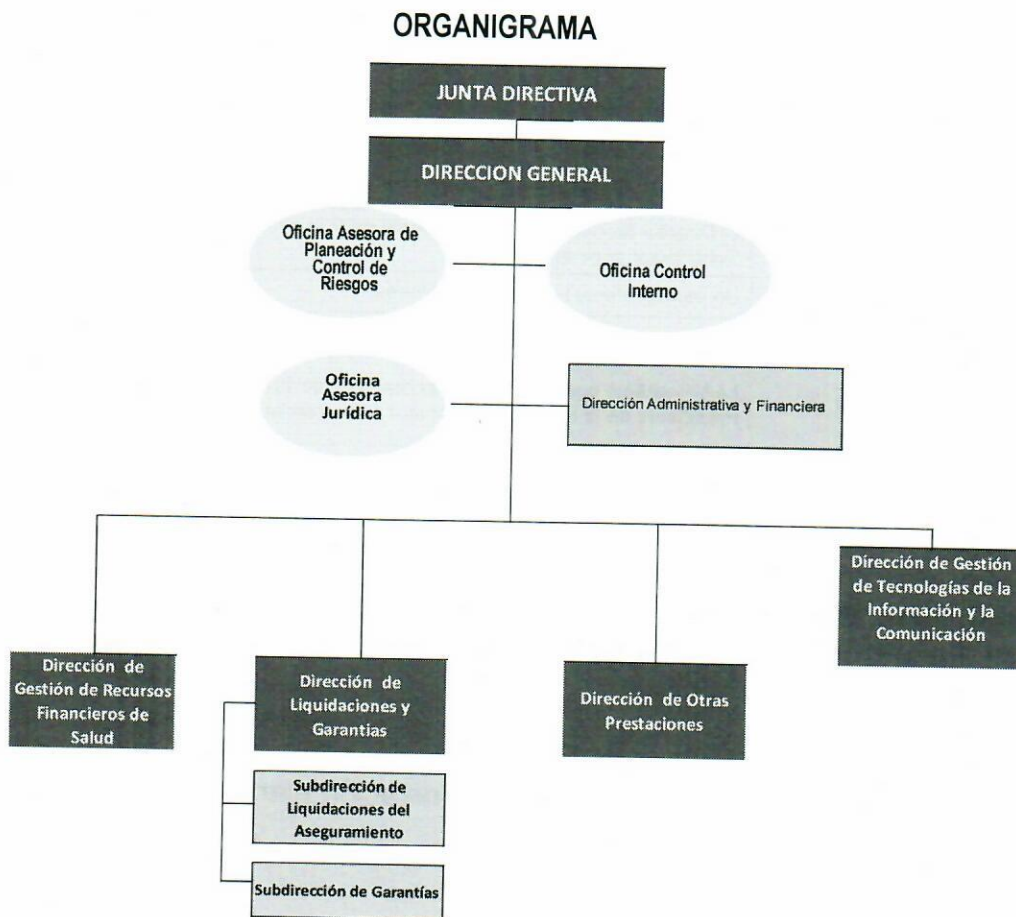 ORGANIGRAMA
JUNTA DIRECTIVA
DIRECCION GENERAL
Oficina Asesora de
Planeación y
Control de
Riesgos
Oficina Control
Interno
Oficina
Asesora
Jurídica
Dirección Administrativa y Financiera
Dirección de
Gestión de Recursos
Financieros de
Salud
Dirección de
Liquidaciones y
Garantias
Subdirección de
Liquidaciones del
Aseguramiento
Subdirección de Garantías
Dirección de Otras
Prestaciones
Dirección de Gestión
de Tecnologías de la
Información y la
Comunicación